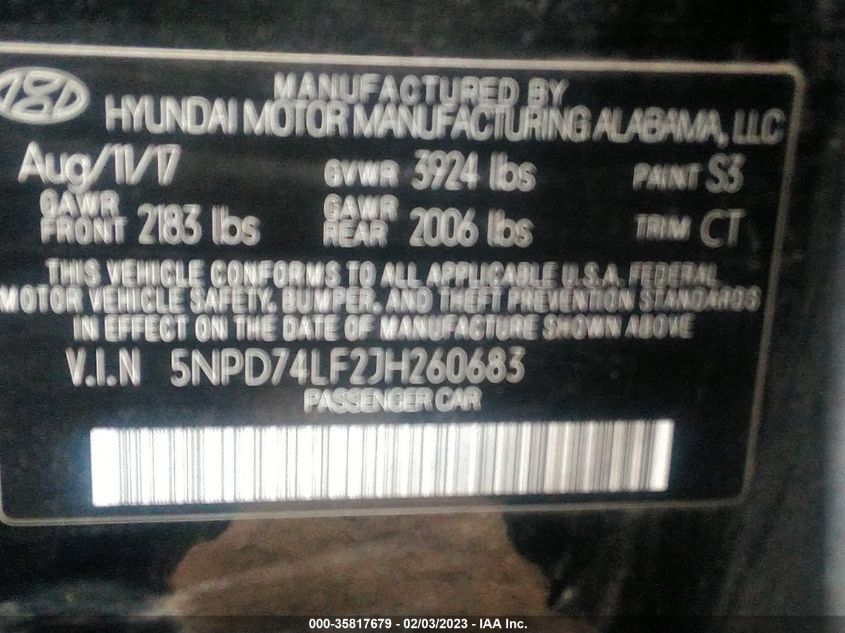 MANUFACTURED BY
HYUNDAI MOTOR MANUFACTURING ALABAMA, LLC
Aug/11/17 GVWR 3924 lbs PAINT S3
GAWR FRONT 2183 lbs GAWR REAR 2006 lbs TRIM CT
THIS VEHICLE CONFORMS TO ALL APPLICABLE U.S.A. FEDERAL
MOTOR VEHICLE SAFETY, BUMPER, AND THEFT PREVENTION STANDARDS
IN EFFECT ON THE DATE OF MANUFACTURE SHOWN ABOVE
V.I.N 5NPD74LF2JH260683
PASSENGER CAR
000-35817679 - 02/03/2023 - IAA Inc.